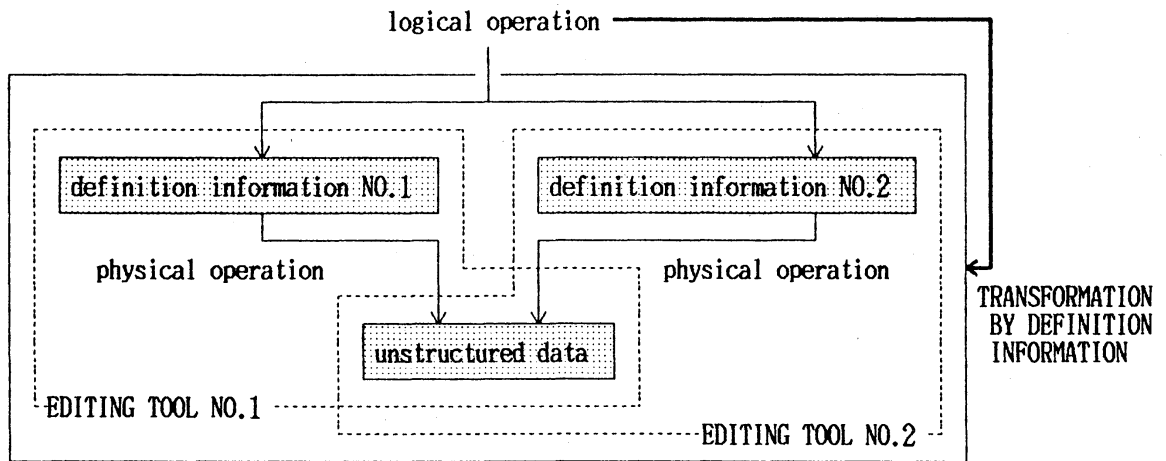 logical operation
definition information NO.1
definition information NO.2
physical operation
physical operation
TRANSFORMATION
BY DEFINITION
INFORMATION
unstructured data
EDITING TOOL NO.1
EDITING TOOL NO.2